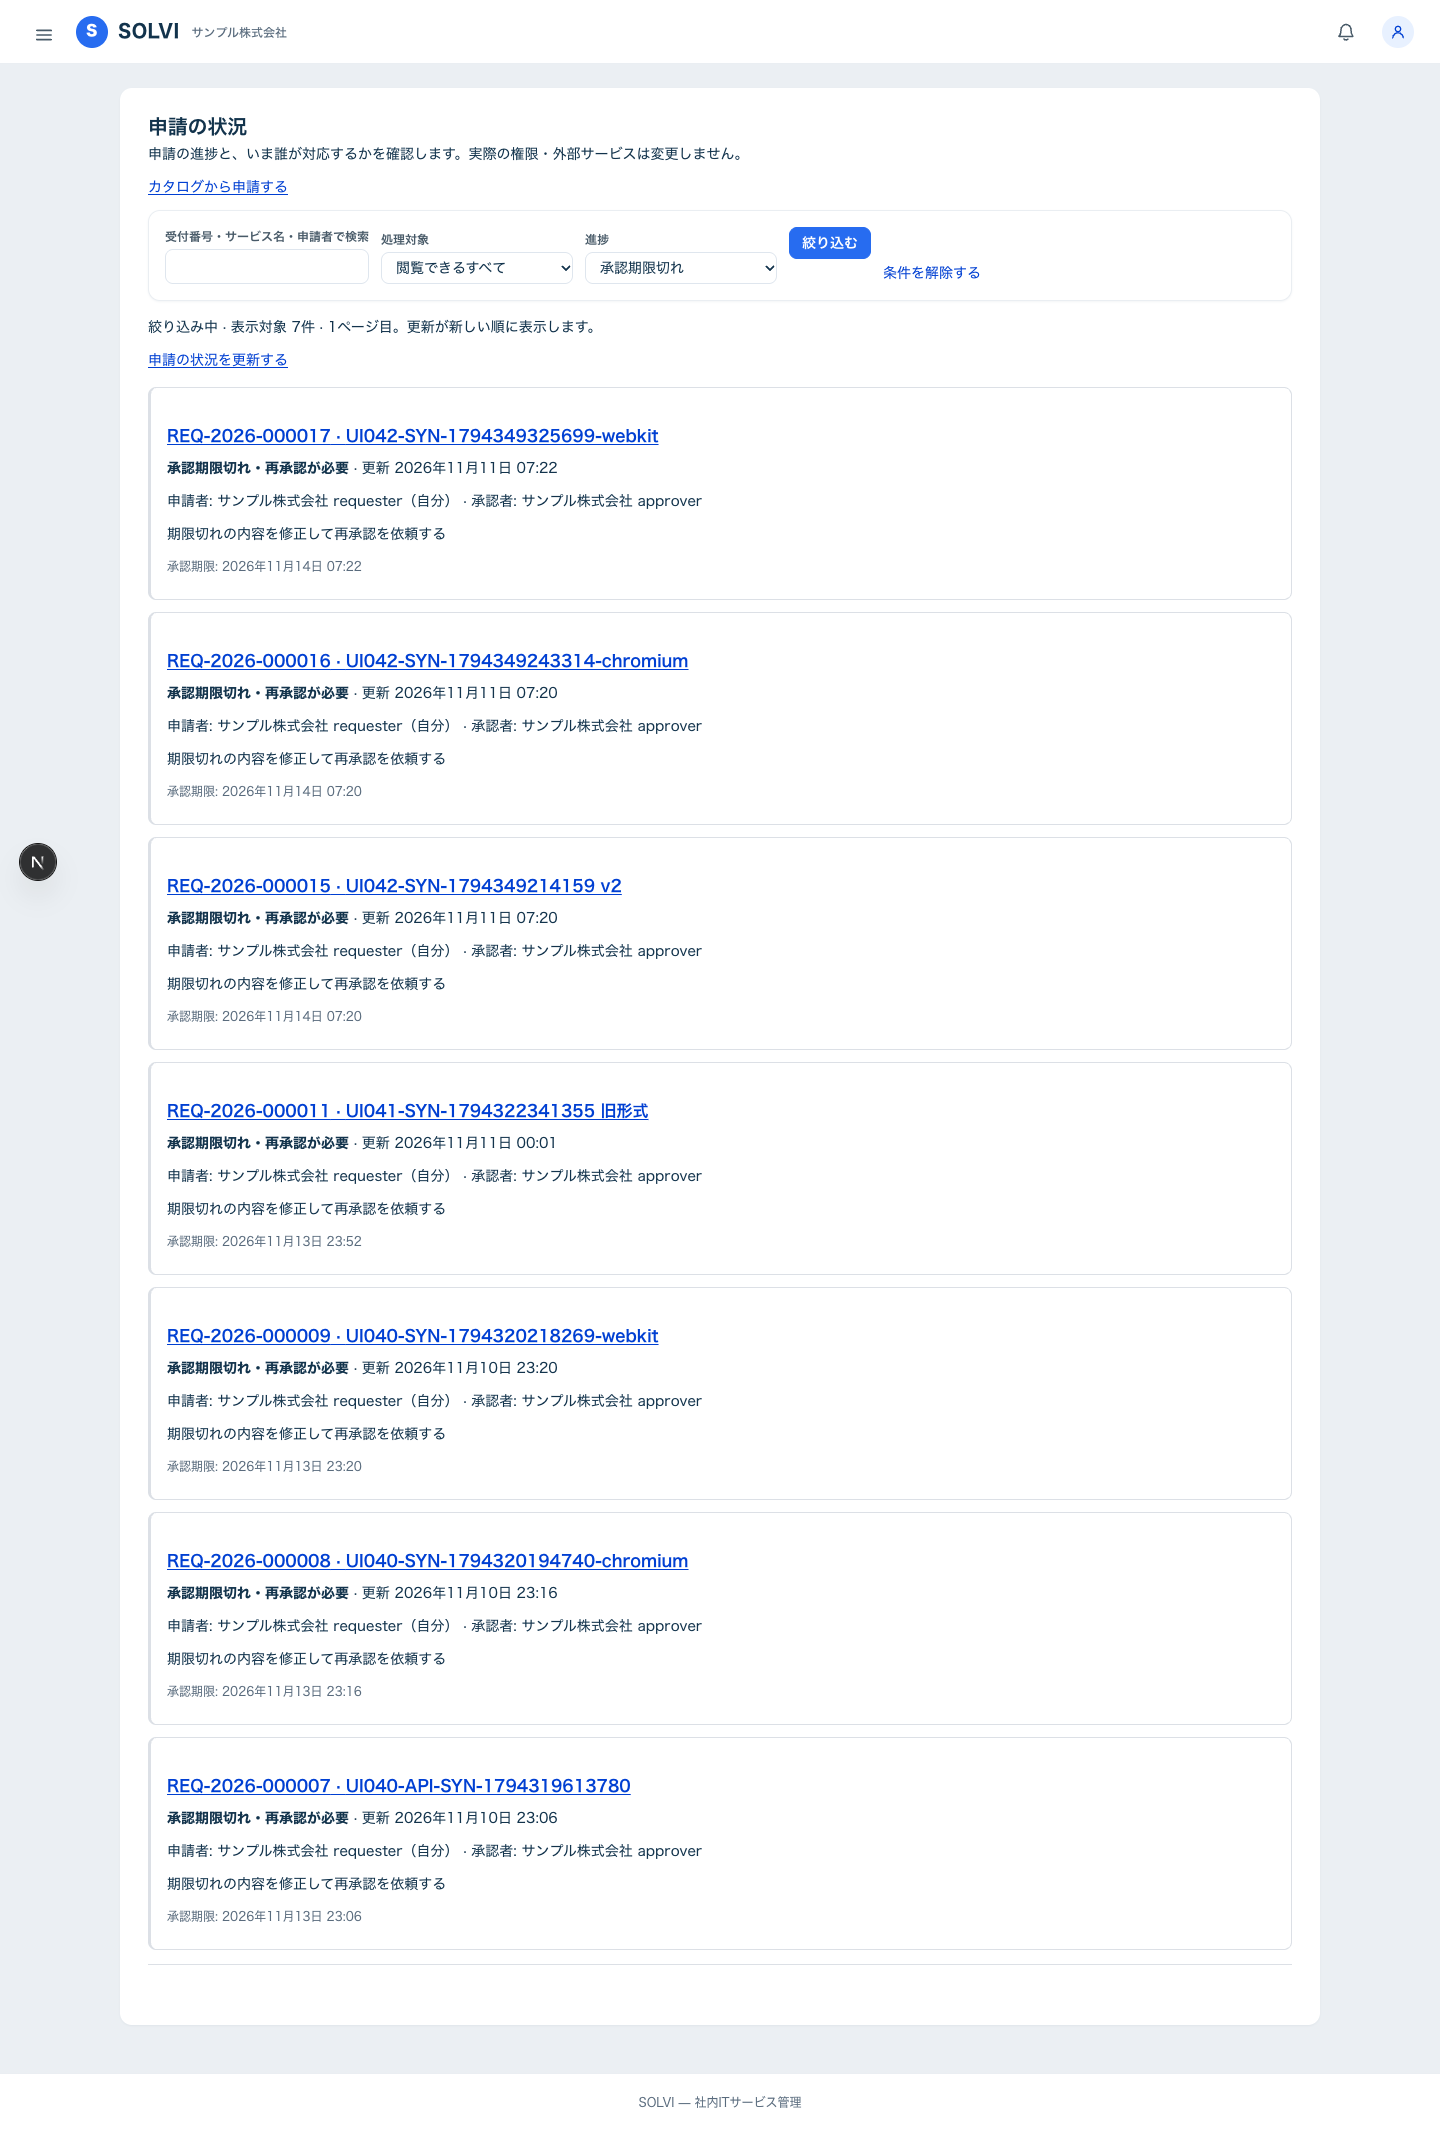 S SOLVI サンプル株式会社
申請の状況
申請の進捗と、いま誰が対応するかを確認します。実際の権限・外部サービスは変更しません。
カタログから申請する
受付番号・サービス名・申請者で検索 処理対象 進捗
閲覧できるすべて 承認期限切れ 絞り込む 条件を解除する
絞り込み中 · 表示対象 7件 · 1ページ目。更新が新しい順に表示します。
申請の状況を更新する
REQ-2026-000017 · UI042-SYN-1794349325699-webkit
承認期限切れ・再承認が必要 · 更新 2026年11月11日 07:22
申請者: サンプル株式会社 requester（自分） · 承認者: サンプル株式会社 approver
期限切れの内容を修正して再承認を依頼する
承認期限: 2026年11月14日 07:22
REQ-2026-000016 · UI042-SYN-1794349243314-chromium
承認期限切れ・再承認が必要 · 更新 2026年11月11日 07:20
申請者: サンプル株式会社 requester（自分） · 承認者: サンプル株式会社 approver
期限切れの内容を修正して再承認を依頼する
承認期限: 2026年11月14日 07:20
REQ-2026-000015 · UI042-SYN-1794349214159 v2
承認期限切れ・再承認が必要 · 更新 2026年11月11日 07:20
申請者: サンプル株式会社 requester（自分） · 承認者: サンプル株式会社 approver
期限切れの内容を修正して再承認を依頼する
承認期限: 2026年11月14日 07:20
REQ-2026-000011 · UI041-SYN-1794322341355 旧形式
承認期限切れ・再承認が必要 · 更新 2026年11月11日 00:01
申請者: サンプル株式会社 requester（自分） · 承認者: サンプル株式会社 approver
期限切れの内容を修正して再承認を依頼する
承認期限: 2026年11月13日 23:52
REQ-2026-000009 · UI040-SYN-1794320218269-webkit
承認期限切れ・再承認が必要 · 更新 2026年11月10日 23:20
申請者: サンプル株式会社 requester（自分） · 承認者: サンプル株式会社 approver
期限切れの内容を修正して再承認を依頼する
承認期限: 2026年11月13日 23:20
REQ-2026-000008 · UI040-SYN-1794320194740-chromium
承認期限切れ・再承認が必要 · 更新 2026年11月10日 23:16
申請者: サンプル株式会社 requester（自分） · 承認者: サンプル株式会社 approver
期限切れの内容を修正して再承認を依頼する
承認期限: 2026年11月13日 23:16
REQ-2026-000007 · UI040-API-SYN-1794319613780
承認期限切れ・再承認が必要 · 更新 2026年11月10日 23:06
申請者: サンプル株式会社 requester（自分） · 承認者: サンプル株式会社 approver
期限切れの内容を修正して再承認を依頼する
承認期限: 2026年11月13日 23:06
N
SOLVI — 社内ITサービス管理